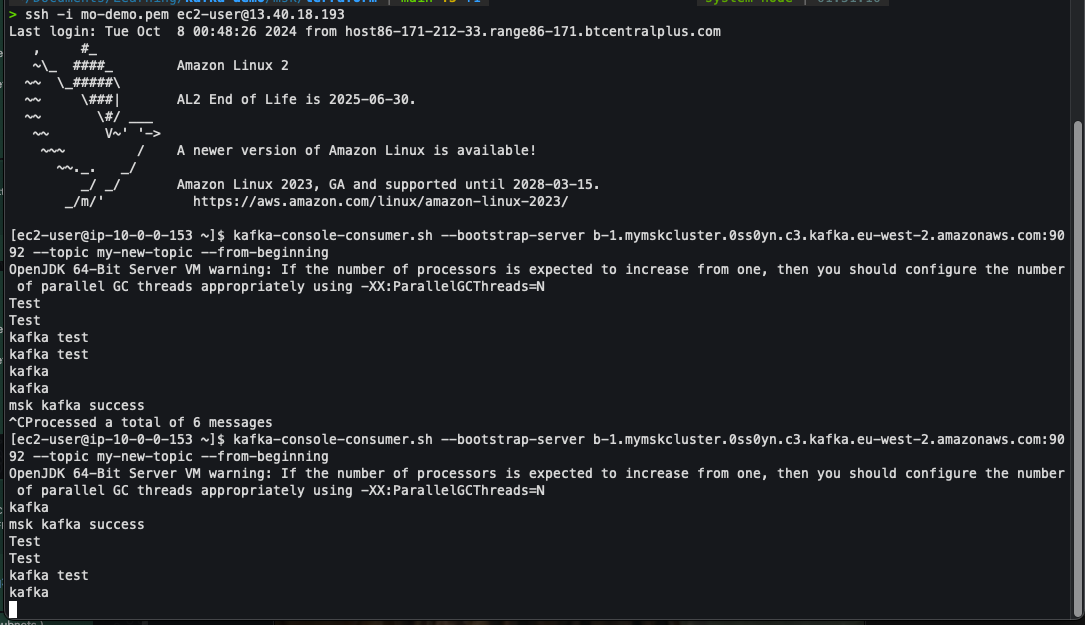 > ssh -i mo-demo.pem ec2-user@13.40.18.193
Last login: Tue Oct  8 00:48:26 2024 from host86-171-212-33.range86-171.btcentralplus.com
   ,     #_
   ~\_  ####_        Amazon Linux 2
  ~~  \_#####\
  ~~     \###|       AL2 End of Life is 2025-06-30.
  ~~       \#/ ___
   ~~       V~' '->
    ~~~         /    A newer version of Amazon Linux is available!
      ~~._.   _/
         _/ _/       Amazon Linux 2023, GA and supported until 2028-03-15.
       _/m/'           https://aws.amazon.com/linux/amazon-linux-2023/
[ec2-user@ip-10-0-0-153 ~]$ kafka-console-consumer.sh --bootstrap-server b-1.mymskcluster.0ss0yn.c3.kafka.eu-west-2.amazonaws.com:90
92 --topic my-new-topic --from-beginning
OpenJDK 64-Bit Server VM warning: If the number of processors is expected to increase from one, then you should configure the number
 of parallel GC threads appropriately using -XX:ParallelGCThreads=N
Test
Test
kafka test
kafka test
kafka
kafka
msk kafka success
^CProcessed a total of 6 messages
[ec2-user@ip-10-0-0-153 ~]$ kafka-console-consumer.sh --bootstrap-server b-1.mymskcluster.0ss0yn.c3.kafka.eu-west-2.amazonaws.com:90
92 --topic my-new-topic --from-beginning
OpenJDK 64-Bit Server VM warning: If the number of processors is expected to increase from one, then you should configure the number
 of parallel GC threads appropriately using -XX:ParallelGCThreads=N
kafka
msk kafka success
Test
Test
kafka test
kafka